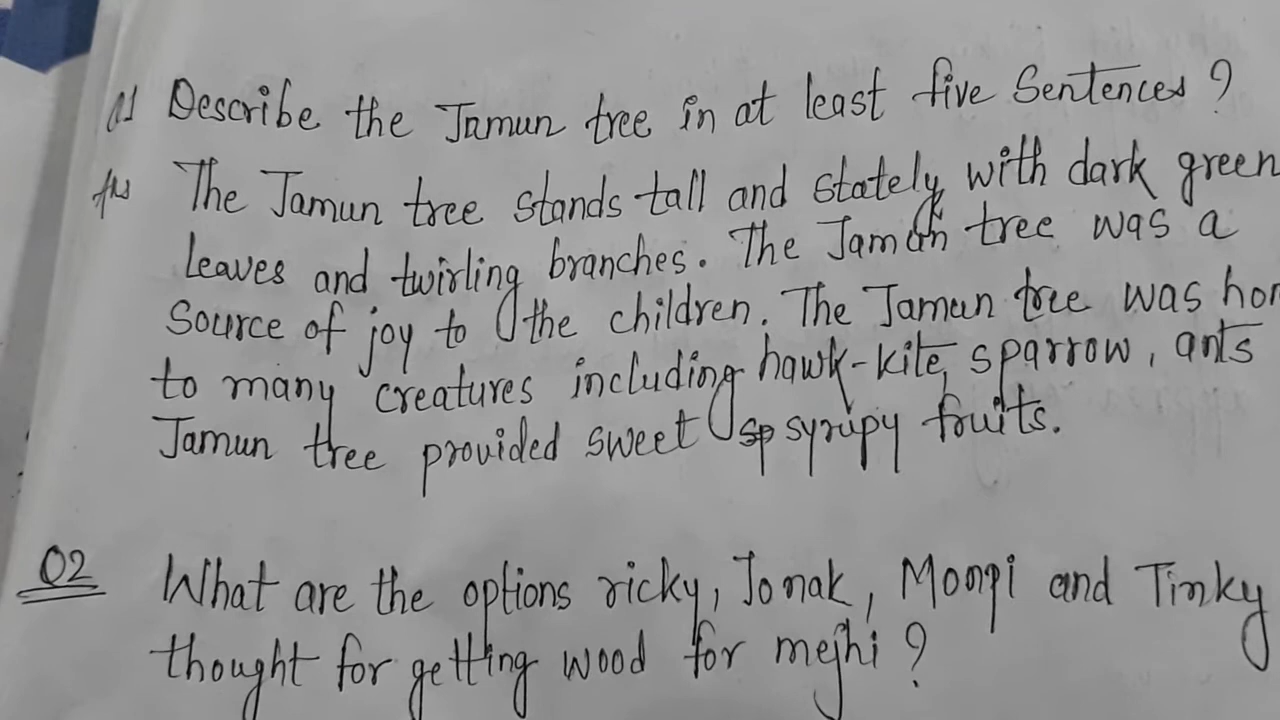 Q1 Describe the Jamun tree in at least five Sentences ?
Ans The Jamun tree stands tall and stately with dark green
leaves and twirling branches. The Jamun tree was a
Source of joy to the children. The Jamun tree was
to many creatures including hawk-kite, sparrow, ants
Jamun tree provided sweet sp syrupy fruits.
Q2 What are the options ricky, Jonak, Mongi and Tinky
thought for getting wood for mejhi ?